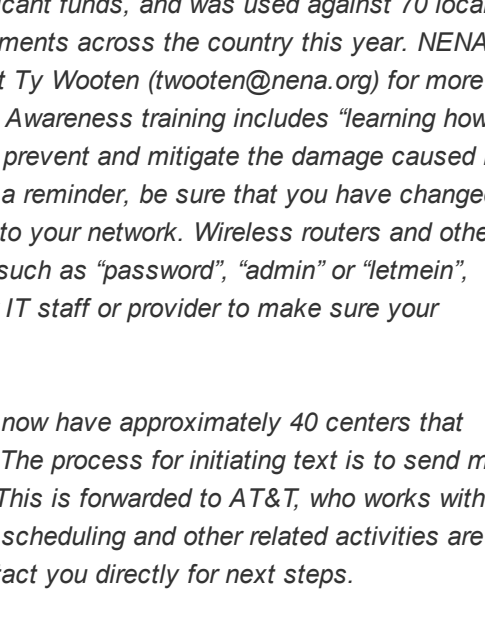 icant funds, and was used against 70 local
ments across the country this year. NENA
t Ty Wooten (twooten@nena.org) for more
Awareness training includes “learning how
prevent and mitigate the damage caused
a reminder, be sure that you have changed
to your network. Wireless routers and othe
such as “password”, “admin” or “letmein”,
IT staff or provider to make sure your
now have approximately 40 centers that
The process for initiating text is to send m
This is forwarded to AT&T, who works with
scheduling and other related activities are
tact you directly for next steps.